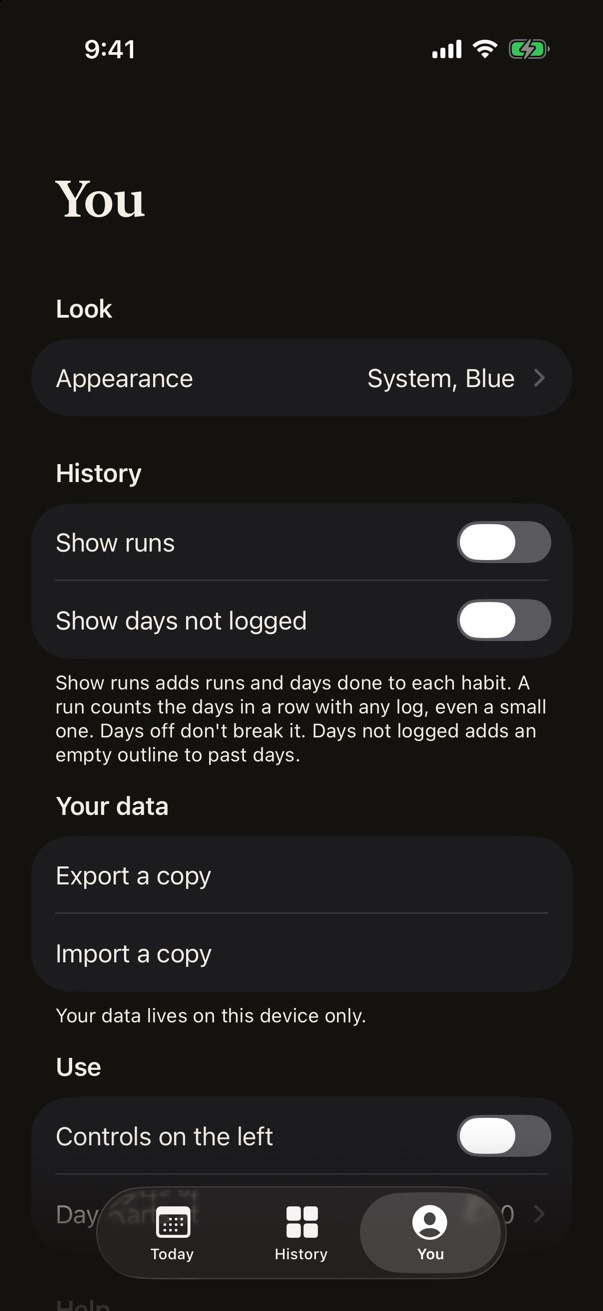 9:41
You
Look
Appearance
System, Blue
History
Show runs
Show days not logged
Show runs adds runs and days done to each habit. A
run counts the days in a row with any log, even a small
one. Days off don't break it. Days not logged adds an
empty outline to past days.
Your data
Export a copy
Import a copy
Your data lives on this device only.
Use
Controls on the left
Day
Today
History
You
Help